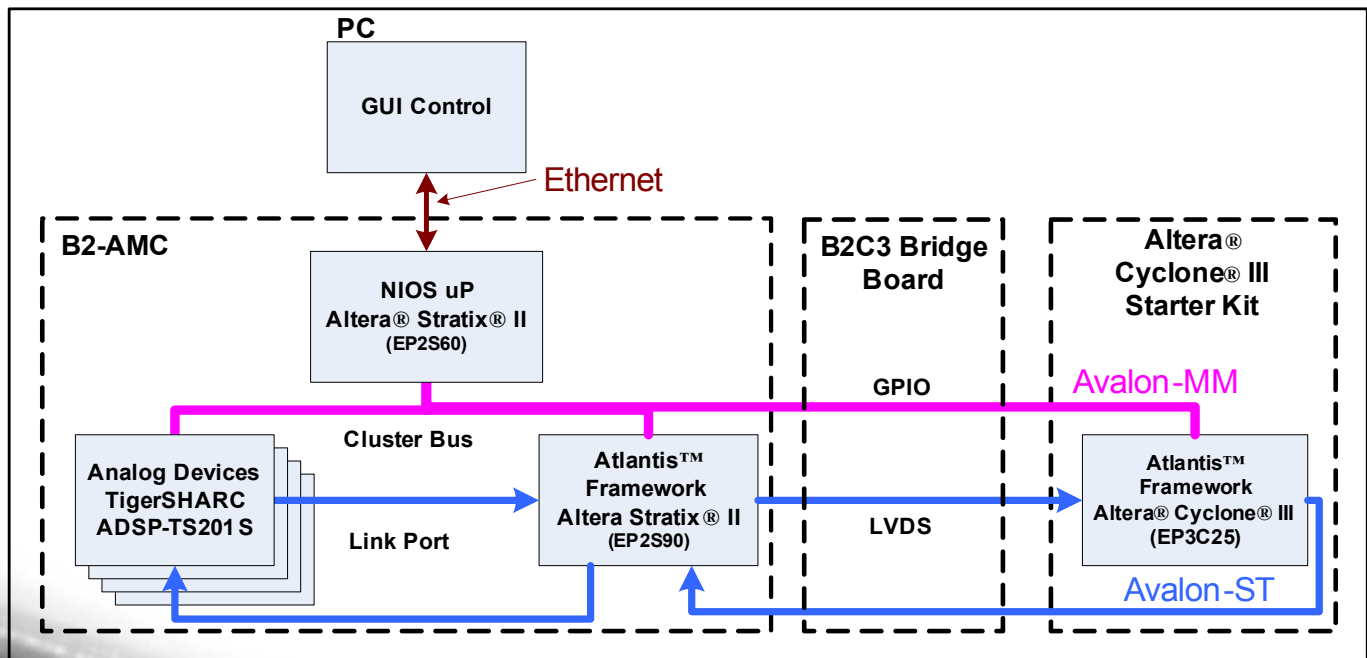 PC
GUI Control
Ethernet
B2-AMC
NIOS uP
Altera® Stratix® II
(EP2S60)
B2C3 Bridge
Board
Altera®
Cyclone® III
Starter Kit
GPIO
Avalon-MM
Cluster Bus
Analog Devices
TigerSHARC
ADSP-TS201S
Link Port
Atlantis™
Framework
Altera Stratix® II
(EP2S90)
LVDS
Atlantis™
Framework
Altera® Cyclone® III
(EP3C25)
Avalon-ST